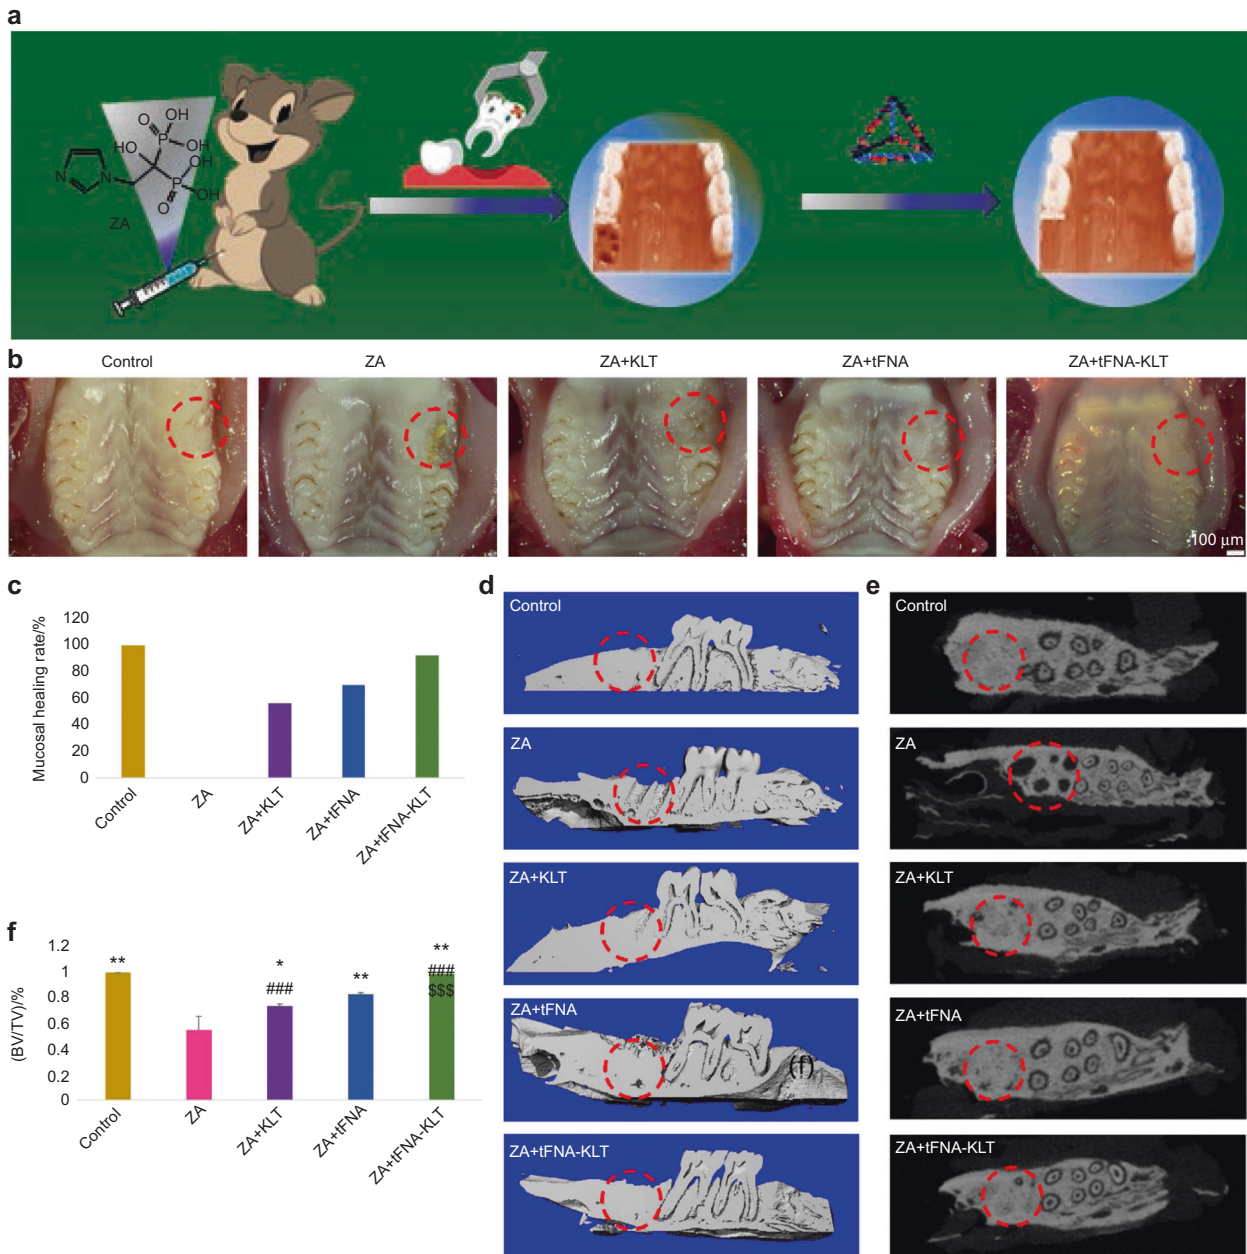 a
O
OH
P
OH
HO
OH
N
N
P
OH
O
ZA
b
Control
ZA
ZA+KLT
ZA+tFNA
ZA+tFNA-KLT
100 μm
c
Mucosal healing rate/%
120
100
80
60
40
20
0
Control
ZA
ZA+KLT
ZA+tFNA
ZA+tFNA-KLT
d
Control
ZA
ZA+KLT
ZA+tFNA
(f)
ZA+tFNA-KLT
e
Control
ZA
ZA+KLT
ZA+tFNA
ZA+tFNA-KLT
f
(BV/TV)/%
1.2
1
0.8
0.6
0.4
0.2
0
**
*
###
**
**
###
$$$
Control
ZA
ZA+KLT
ZA+tFNA
ZA+tFNA-KLT